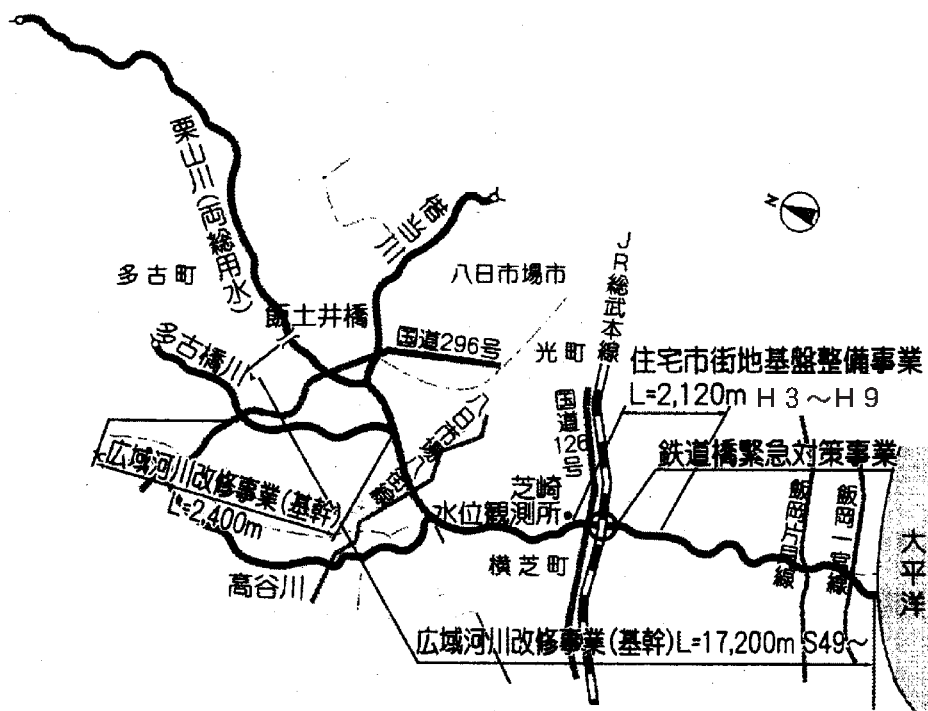 栗山川(両総用水)
多古町
借当川
八日市場市
N
JR総武本線
飯土井橋
多古橋川
国道296号
光町
住宅市街地基盤整備事業
L=2,120m H3〜H9
国道126号
鉄道橋緊急対策事業
広域河川改修事業(基幹)
L=2,400m
芝崎
水位観測所
横芝町
高谷川
飯岡片貝線
飯岡一宮線
太平洋
広域河川改修事業(基幹)L=17,200m S49〜